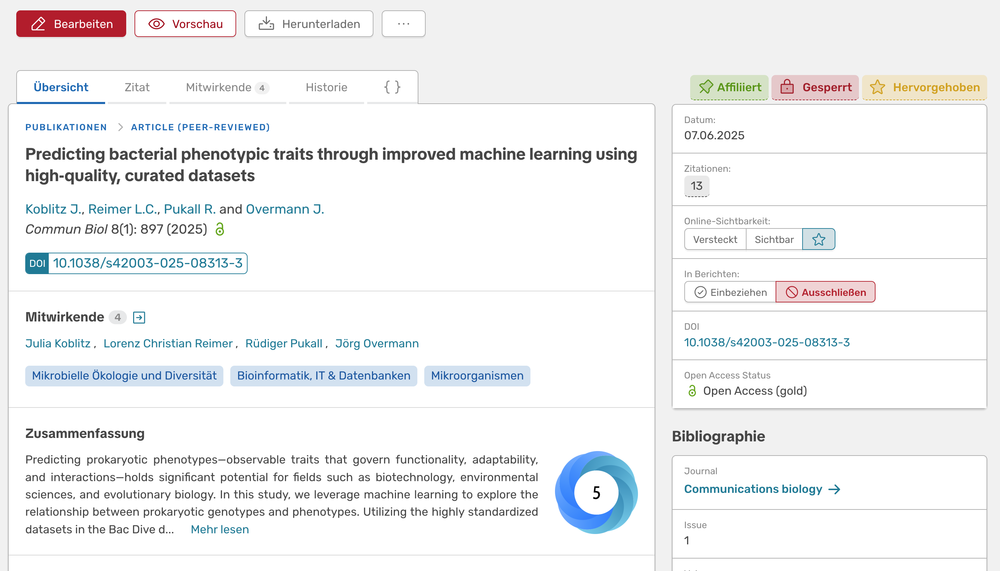 Bearbeiten
Vorschau
Herunterladen
...
Übersicht
Zitat
Mitwirkende 4
Historie
{ }
Affiliiert
Gesperrt
Hervorgehoben
PUBLIKATIONEN > ARTICLE (PEER-REVIEWED)
Predicting bacterial phenotypic traits through improved machine learning using
high-quality, curated datasets
Koblitz J., Reimer L.C., Pukall R. and Overmann J.
Commun Biol 8(1): 897 (2025)
DOI 10.1038/s42003-025-08313-3
Mitwirkende 4
Julia Koblitz , Lorenz Christian Reimer , Rüdiger Pukall , Jörg Overmann
Mikrobielle Ökologie und Diversität
Bioinformatik, IT & Datenbanken
Mikroorganismen
Zusammenfassung
Predicting prokaryotic phenotypes—observable traits that govern functionality, adaptability,
and interactions—holds significant potential for fields such as biotechnology, environmental
sciences, and evolutionary biology. In this study, we leverage machine learning to explore the
relationship between prokaryotic genotypes and phenotypes. Utilizing the highly standardized
datasets in the Bac Dive d... Mehr lesen
5
Datum:
07.06.2025
Zitationen:
13
Online-Sichtbarkeit:
Versteckt
Sichtbar
In Berichten:
Einbeziehen
Ausschließen
DOI
10.1038/s42003-025-08313-3
Open Access Status
Open Access (gold)
Bibliographie
Journal
Communications biology →
Issue
1